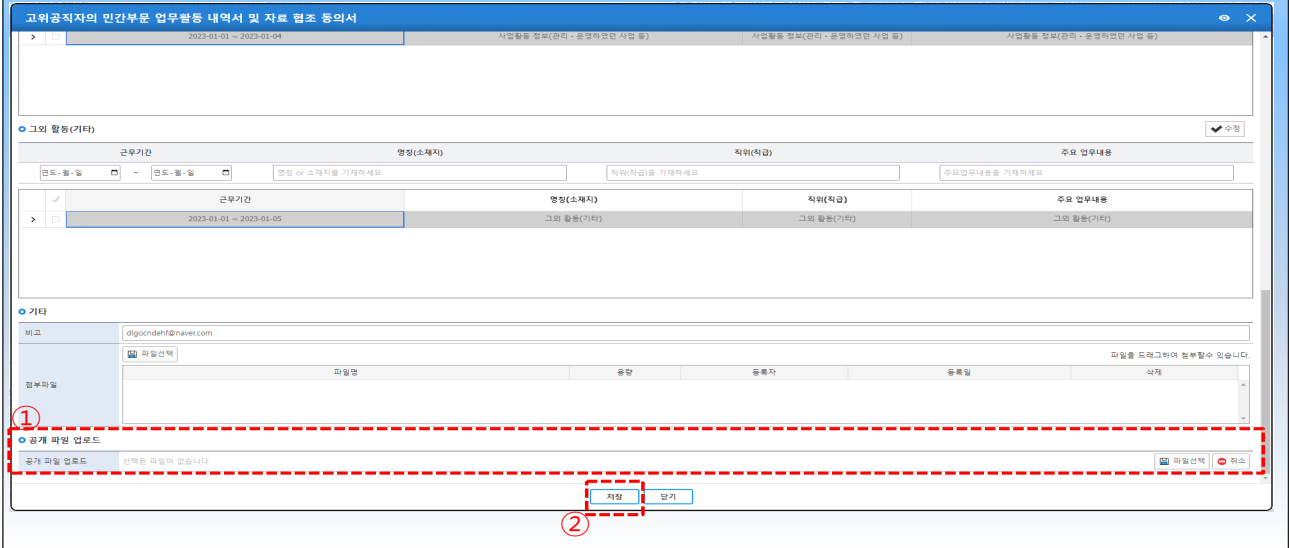 고위공직자의 민간부문 업무활동 내역서 및 자료 협조 동의서
2023-01-01 ~ 2023-01-04 사업활동 정보(관리·운영하였던 사업 등) 사업활동 정보(관리·운영하였던 사업 등) 사업활동 정보(관리·운영하였던 사업 등)
그외 활동(기타) 수정
근무기간 명칭(소재지) 직위(직급) 주요 업무내용
연도-월-일 ~ 연도-월-일 명칭 or 소재지를 기재하세요 직위(직급)을 기재하세요 주요업무내용을 기재하세요
근무기간 명칭(소재지) 직위(직급) 주요 업무내용
2023-01-01 ~ 2023-01-05 그외 활동(기타) 그외 활동(기타) 그외 활동(기타)
기타
비고 dlgocndehf@naver.com
파일선택 파일을 드래그하여 첨부할수 있습니다.
첨부파일 파일명 용량 등록자 등록일 삭제
①
공개 파일 업로드
공개 파일 업로드 선택된 파일이 없습니다. 파일선택 취소
저장 닫기
②